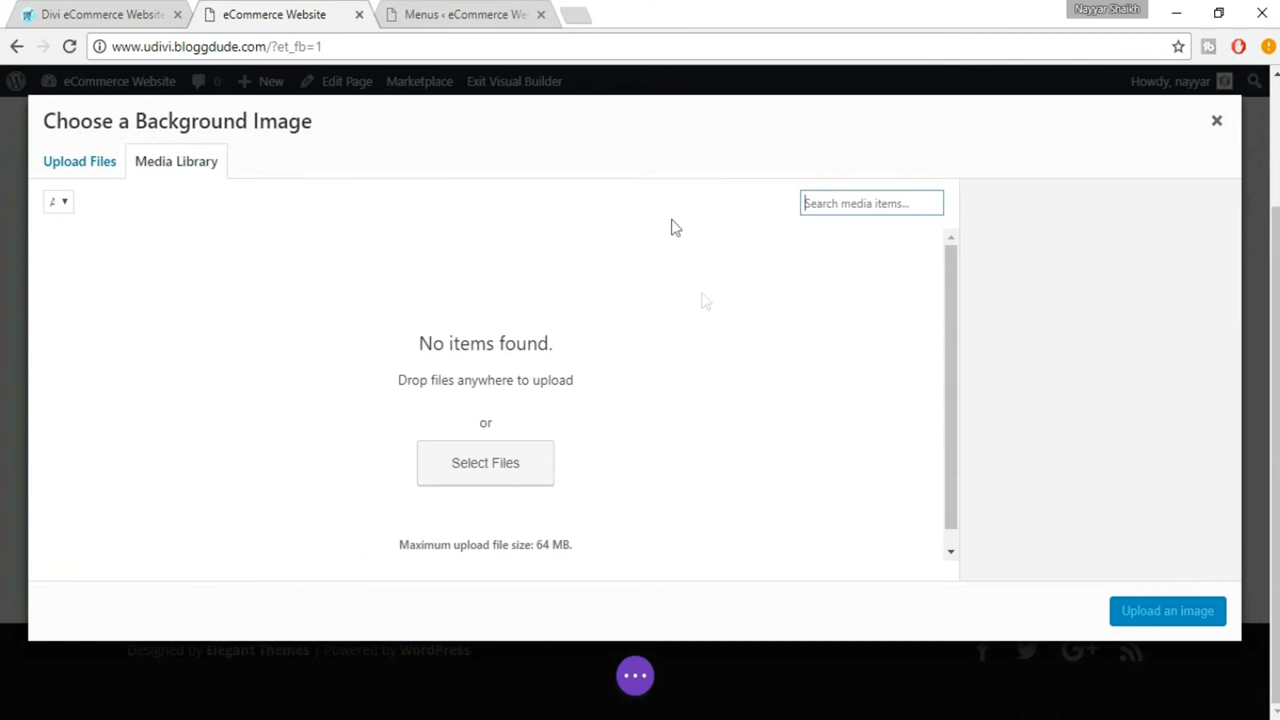 Divi eCommerce Website
eCommerce Website
Menus ‹ eCommerce We
Nayyar Shaikh
www.udivi.bloggdude.com/?et_fb=1
eCommerce Website
0
New
Edit Page
Marketplace
Exit Visual Builder
Howdy, nayyar
Choose a Background Image
Upload Files
Media Library
Search media items...
No items found.
Drop files anywhere to upload
or
Select Files
Maximum upload file size: 64 MB.
Upload an image
Designed by Elegant Themes | Powered by WordPress